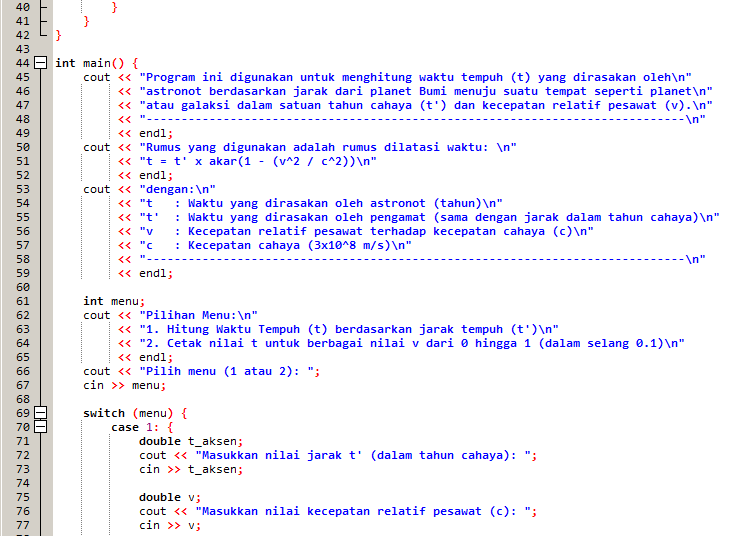 40 }
41 }
42 }
43
44 int main() {
45 cout << "Program ini digunakan untuk menghitung waktu tempuh (t) yang dirasakan oleh\n"
46 << "astronot berdasarkan jarak dari planet Bumi menuju suatu tempat seperti planet\n"
47 << "atau galaksi dalam satuan tahun cahaya (t') dan kecepatan relatif pesawat (v).\n"
48 << "-----------------------------------------------------------------------------\n"
49 << endl;
50 cout << "Rumus yang digunakan adalah rumus dilatasi waktu: \n"
51 << "t = t' x akar(1 - (v^2 / c^2))\n"
52 << endl;
53 cout << "dengan:\n"
54 << "t   : Waktu yang dirasakan oleh astronot (tahun)\n"
55 << "t'  : Waktu yang dirasakan oleh pengamat (sama dengan jarak dalam tahun cahaya)\n"
56 << "v   : Kecepatan relatif pesawat terhadap kecepatan cahaya (c)\n"
57 << "c   : Kecepatan cahaya (3x10^8 m/s)\n"
58 << "-----------------------------------------------------------------------------\n"
59 << endl;
60
61 int menu;
62 cout << "Pilihan Menu:\n"
63 << "1. Hitung Waktu Tempuh (t) berdasarkan jarak tempuh (t')\n"
64 << "2. Cetak nilai t untuk berbagai nilai v dari 0 hingga 1 (dalam selang 0.1)\n"
65 << endl;
66 cout << "Pilih menu (1 atau 2): ";
67 cin >> menu;
68
69 switch (menu) {
70 case 1: {
71 double t_aksen;
72 cout << "Masukkan nilai jarak t' (dalam tahun cahaya): ";
73 cin >> t_aksen;
74
75 double v;
76 cout << "Masukkan nilai kecepatan relatif pesawat (c): ";
77 cin >> v;